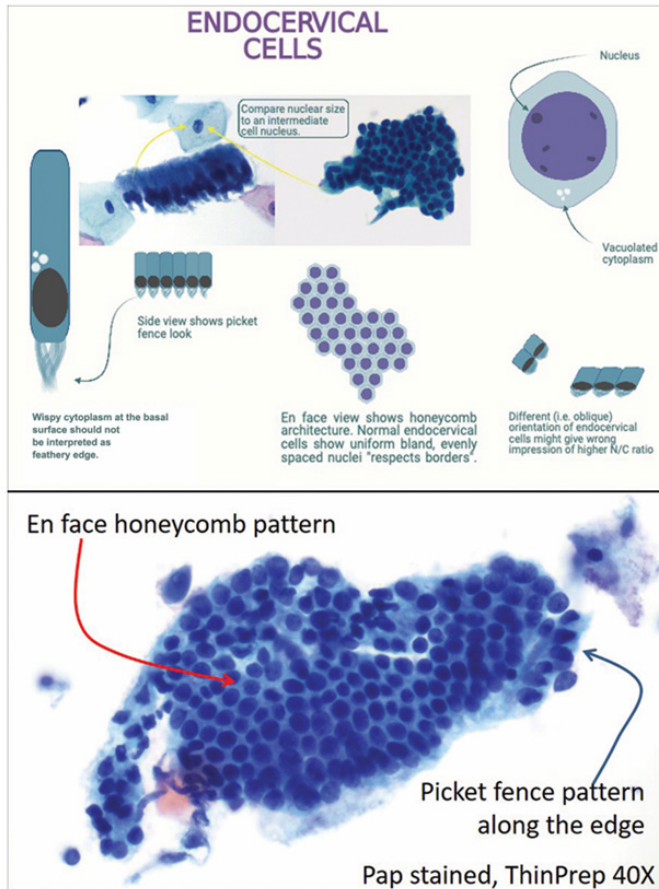 ENDOCERVICAL
CELLS
Compare nuclear size
to an intermediate
cell nucleus.
Nucleus
Vacuolated
cytoplasm
Side view shows picket
fence look
Wispy cytoplasm at the basal
surface should not
be interpreted as
feathery edge.
En face view shows honeycomb
architecture. Normal endocervical
cells show uniform bland, evenly
spaced nuclei "respects borders".
Different (i.e. oblique)
orientation of endocervical
cells might give wrong
impression of higher N/C ratio
En face honeycomb pattern
Picket fence pattern
along the edge
Pap stained, ThinPrep 40X